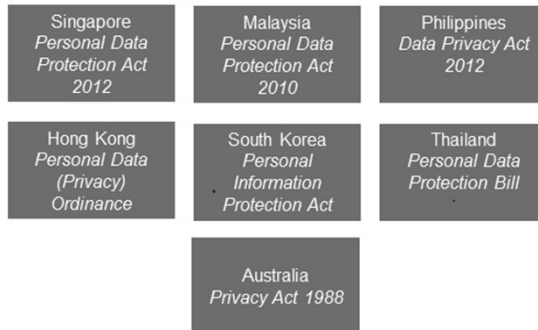 Singapore
Personal Data
Protection Act
2012
Malaysia
Personal Data
Protection Act
2010
Philippines
Data Privacy Act
2012
Hong Kong
Personal Data
(Privacy)
Ordinance
South Korea
Personal
Information
Protection Act
Thailand
Personal Data
Protection Bill
Australia
Privacy Act 1988